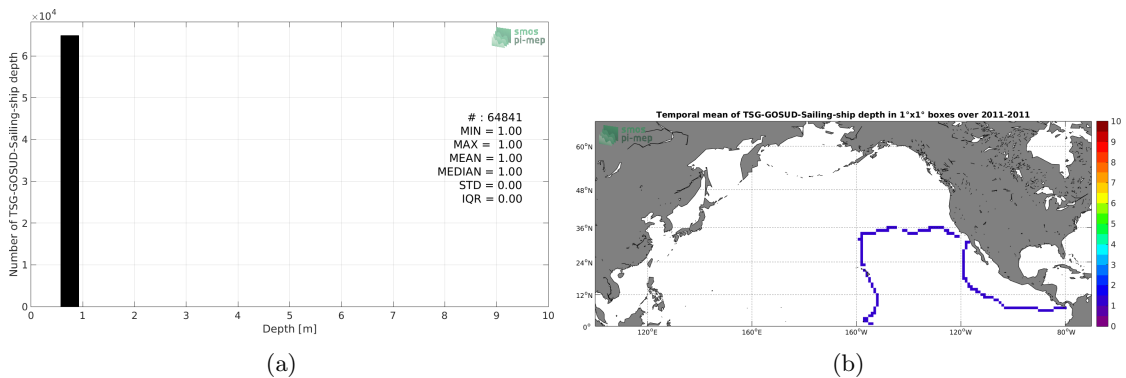 ×10⁴
smos
pi-mep
Number of TSG-GOSUD-Sailing-ship depth
6
5
4
3
2
1
0
# : 64841
MIN = 1.00
MAX = 1.00
MEAN = 1.00
MEDIAN = 1.00
STD = 0.00
IQR = 0.00
0 1 2 3 4 5 6 7 8 9 10
Depth [m]
(a)
Temporal mean of TSG-GOSUD-Sailing-ship depth in 1°x1° boxes over 2011-2011
smos
pi-mep
60°N
48°N
36°N
24°N
12°N
0°
120°E 160°E 160°W 120°W 80°W
10
9
8
7
6
5
4
3
2
1
0
(b)